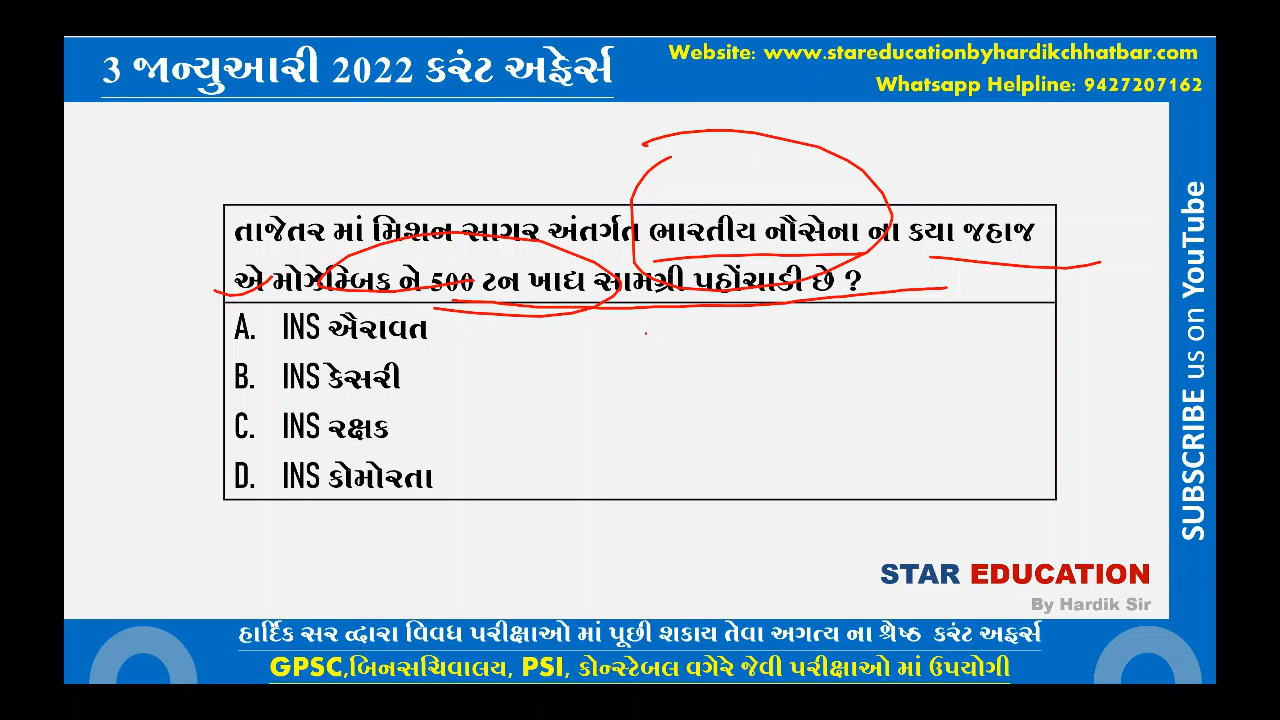 3 જાન્યુઆરી 2022 કરંટ અફેર્સ
Website: www.stareducationbyhardikchhatbar.com
Whatsapp Helpline: 9427207162
તાજેતર માં મિશન સાગર અંતર્ગત ભારતીય નૌસેના ના કયા જહાજ
એ મોઝેમ્બિક ને 500 ટન ખાદ્ય સામગ્રી પહોંચાડી છે ?
A. INS ઐરાવત
B. INS કેસરી
C. INS રક્ષક
D. INS કોમોરતા
SUBSCRIBE us on YouTube
STAR EDUCATION
By Hardik Sir
હાર્દિક સર દ્વારા વિવધ પરીક્ષાઓ માં પૂછી શકાય તેવા અગત્ય ના શ્રેષ્ઠ કરંટ અફર્સ
GPSC,બિનસચિવાલય, PSI, કોન્સ્ટેબલ વગેરે જેવી પરીક્ષાઓ માં ઉપયોગી